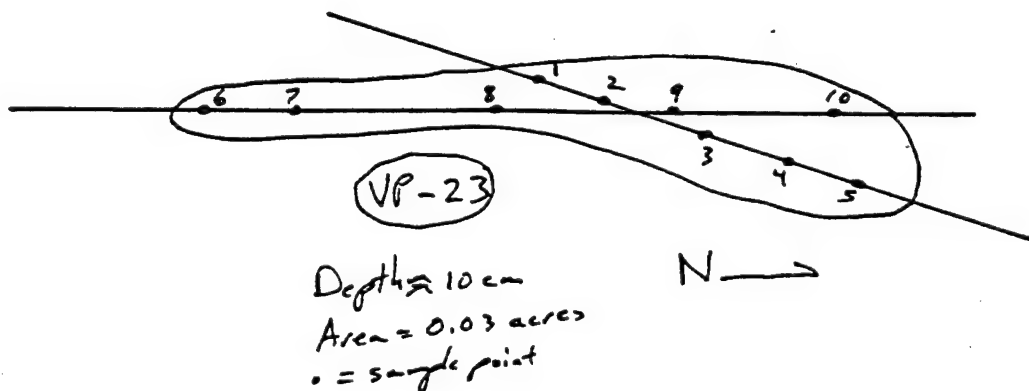 1
2
6 7 8 9 10
3
4
5
VP-23
N
Depth ≈ 10 cm
Area = 0.03 acres
• = sample point